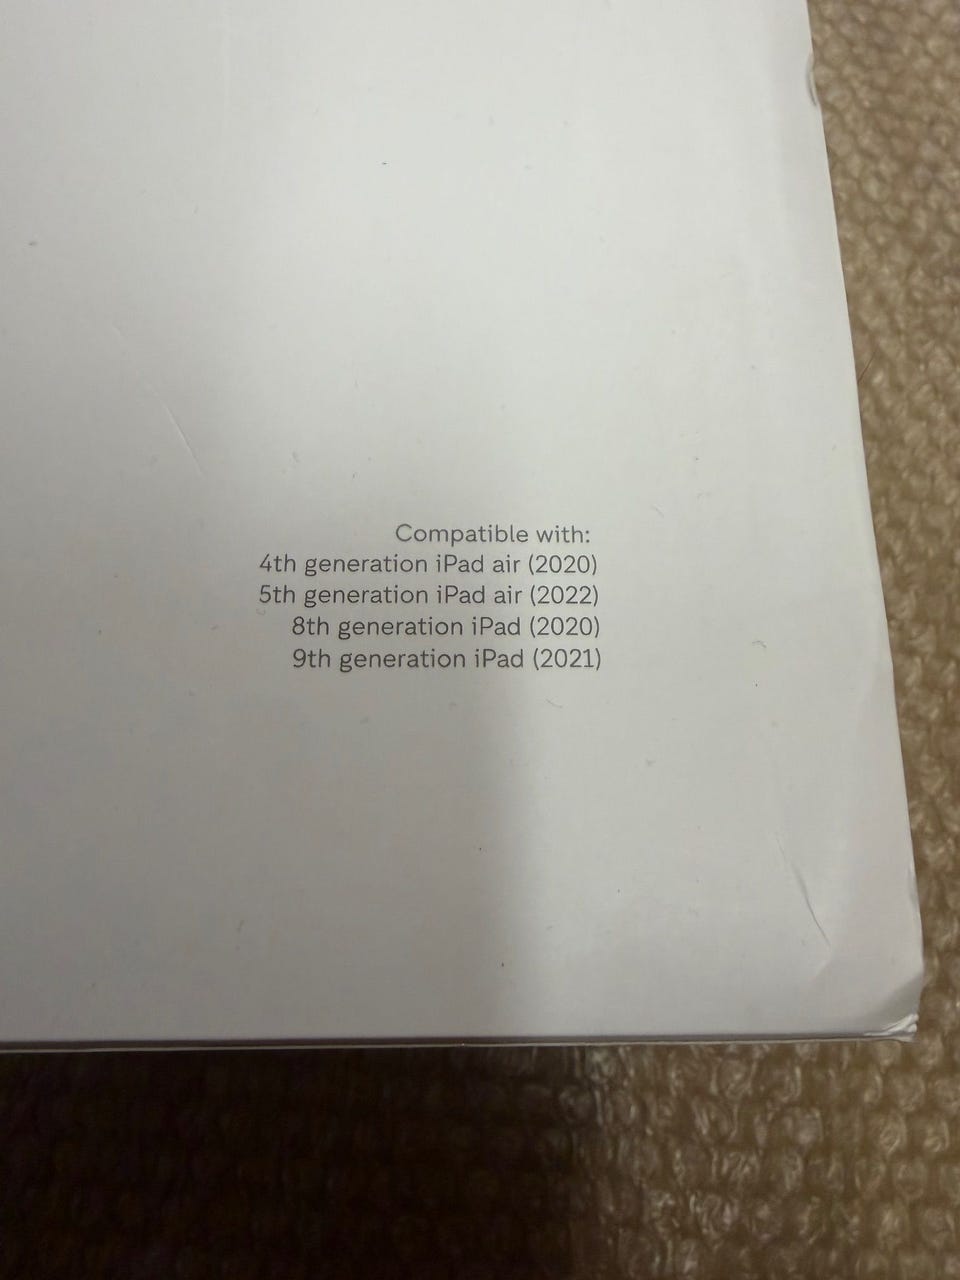 Compatible with:
4th generation iPad air (2020)
5th generation iPad air (2022)
8th generation iPad (2020)
9th generation iPad (2021)